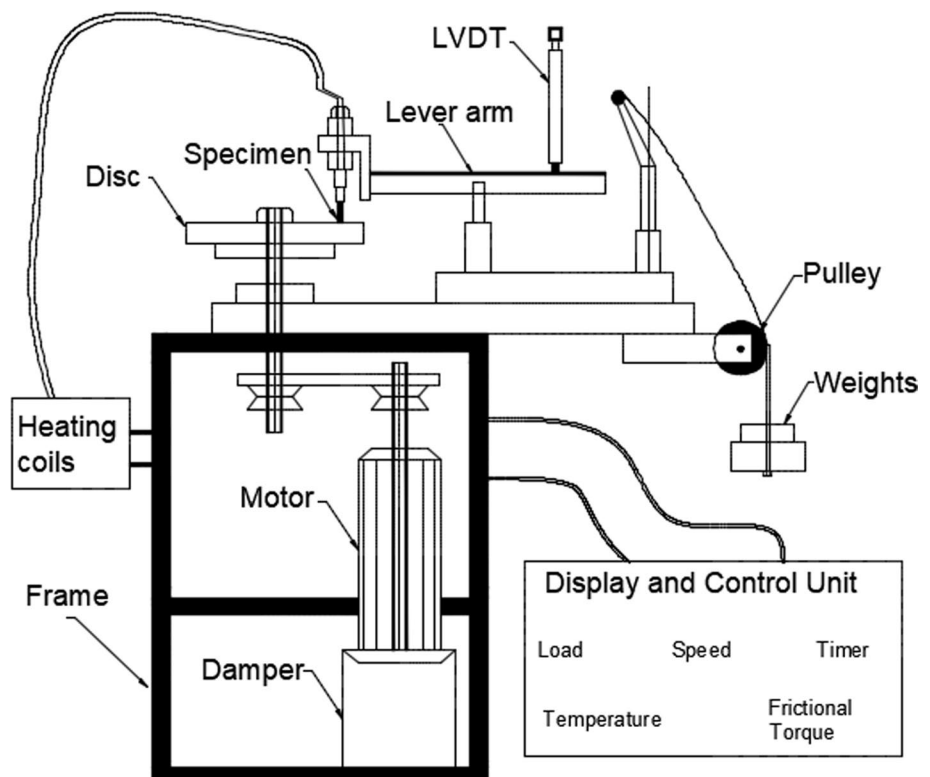 LVDT
Lever arm
Specimen
Disc
Pulley
Weights
Heating
coils
Motor
Frame
Damper
Display and Control Unit
Load
Speed
Timer
Temperature
Frictional
Torque